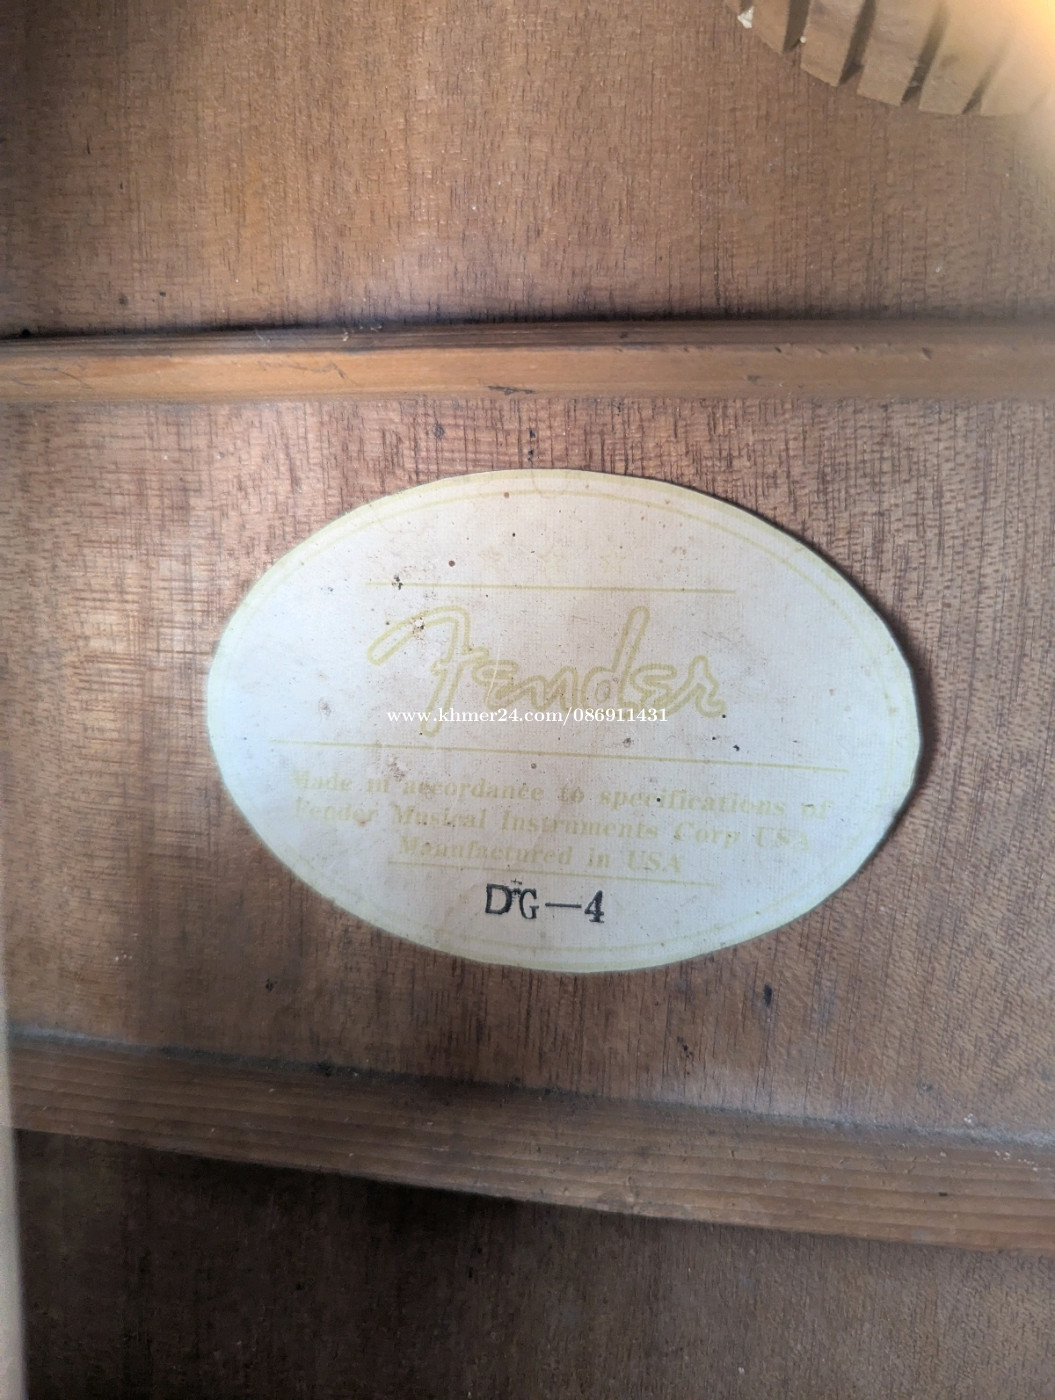 Fender
www.khmer24.com/086911431
Made in accordance to specifications of
Fender Musical Instruments Corp USA
Manufactured in USA
DG-4